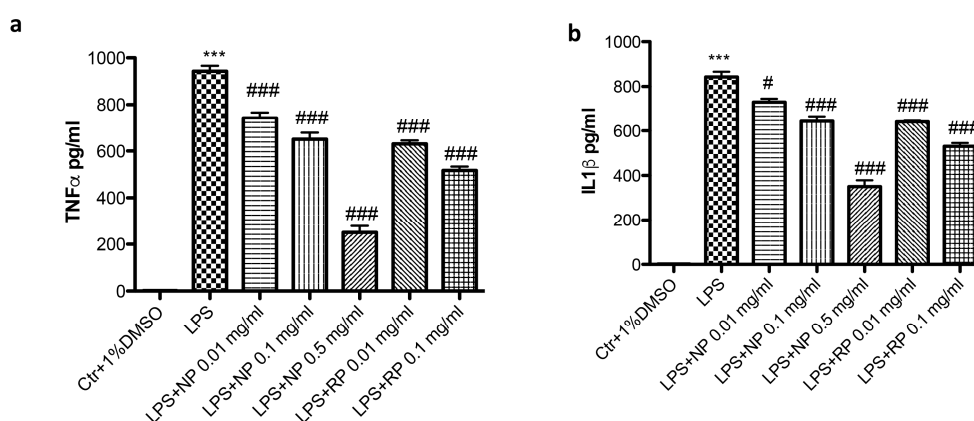 a
TNFα pg/ml
1000
800
600
400
200
0
***
###
###
###
###
###
Ctr+1%DMSO
LPS
LPS+NP 0.01 mg/ml
LPS+NP 0.1 mg/ml
LPS+NP 0.5 mg/ml
LPS+RP 0.01 mg/ml
LPS+RP 0.1 mg/ml
b
IL1β pg/ml
1000
800
600
400
200
0
***
#
###
###
###
###
Ctr+1%DMSO
LPS
LPS+NP 0.01 mg/ml
LPS+NP 0.1 mg/ml
LPS+NP 0.5 mg/ml
LPS+RP 0.01 mg/ml
LPS+RP 0.1 mg/ml